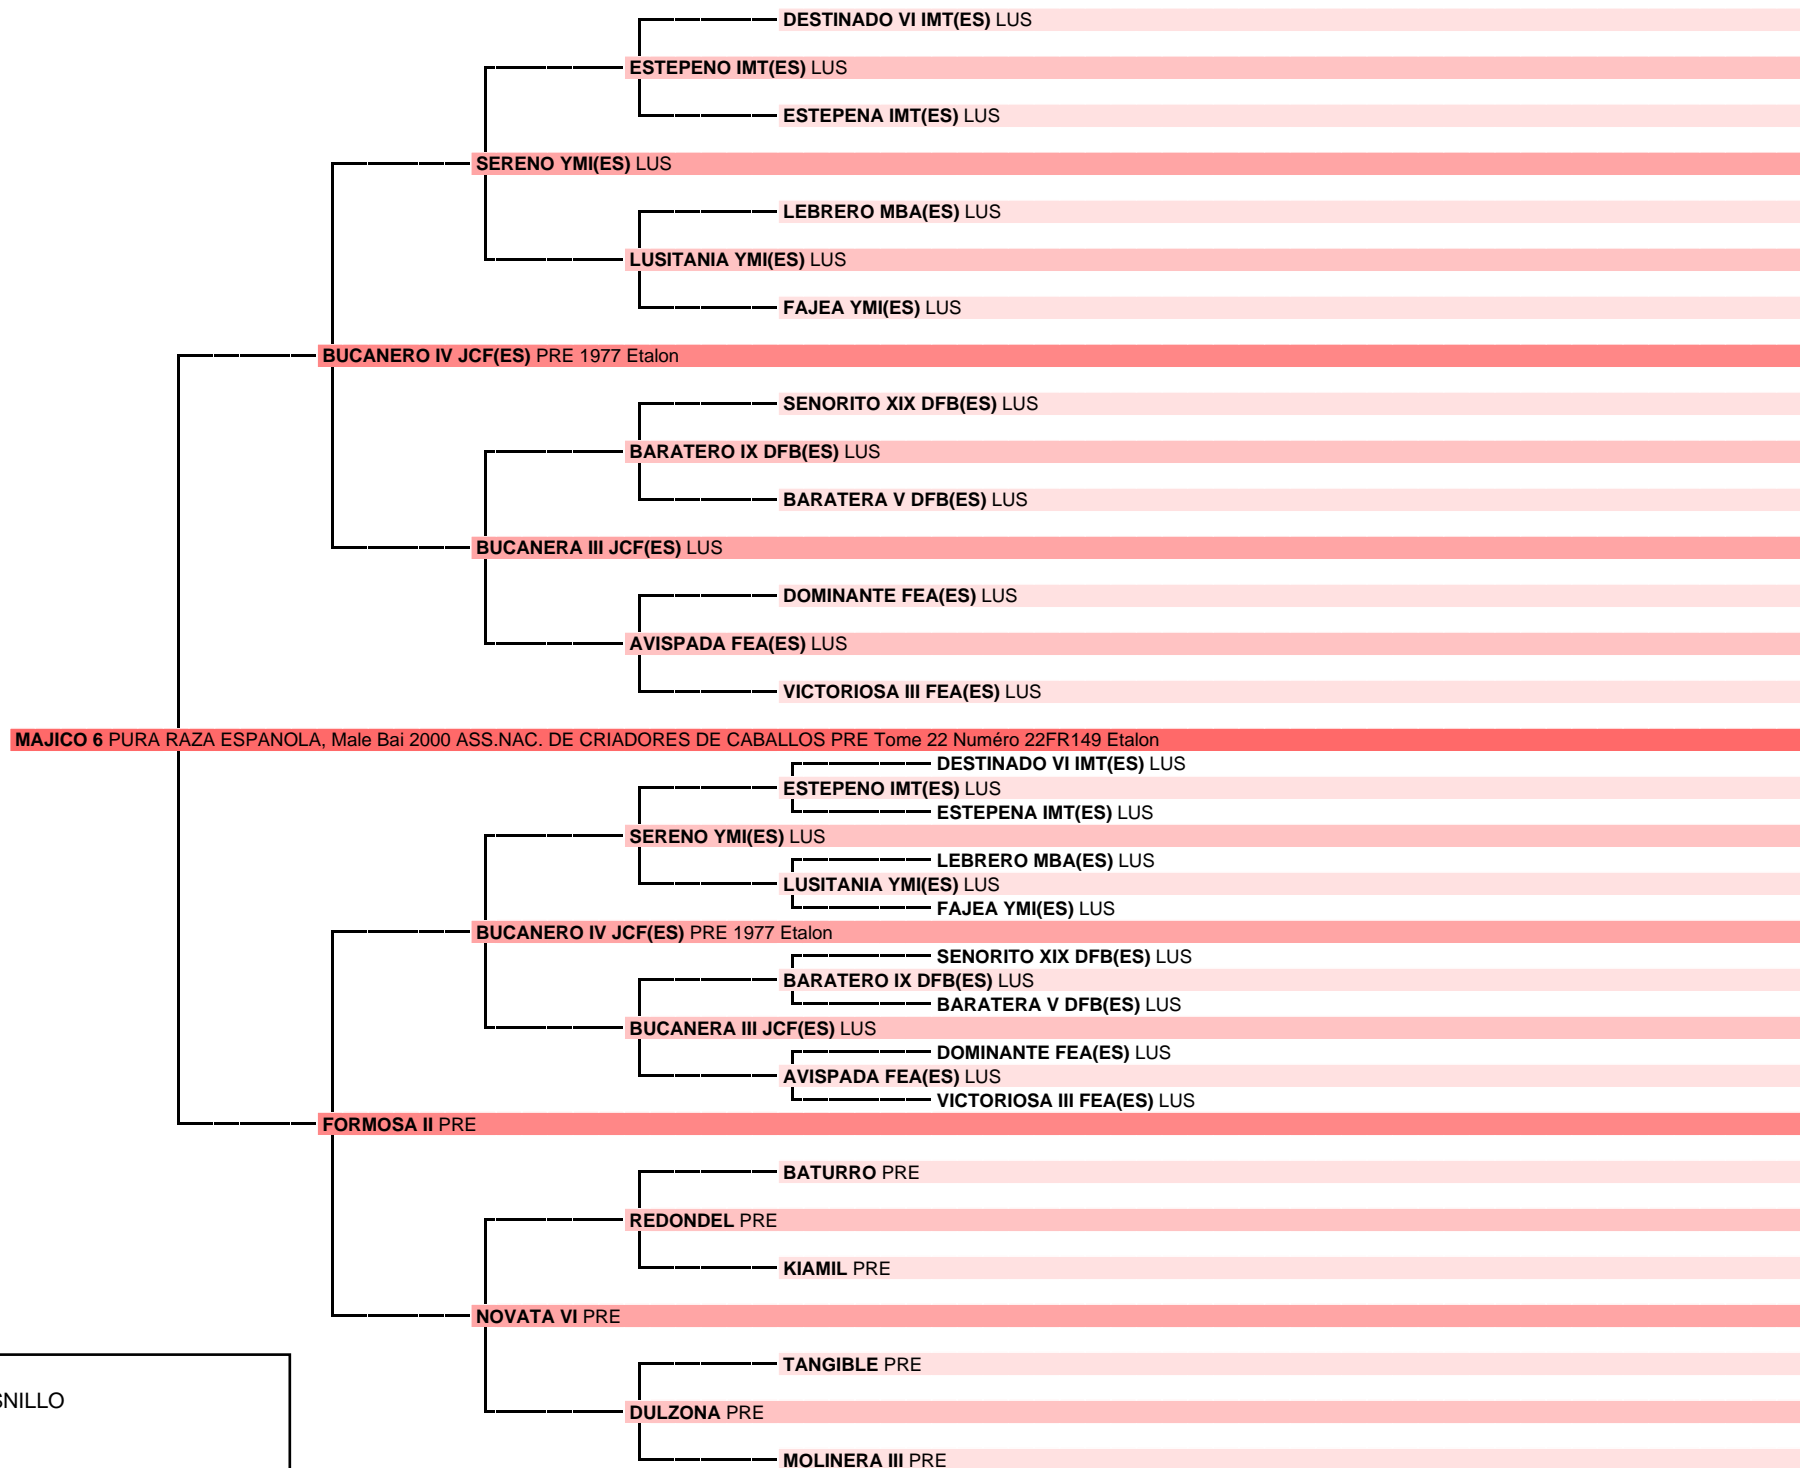 DESTINADO VI IMT(ES) LUS
ESTEPENO IMT(ES) LUS
ESTEPENA IMT(ES) LUS
SERENO YMI(ES) LUS
LEBRERO MBA(ES) LUS
LUSITANIA YMI(ES) LUS
FAJEA YMI(ES) LUS
BUCANERO IV JCF(ES) PRE 1977 Etalon
SENORITO XIX DFB(ES) LUS
BARATERO IX DFB(ES) LUS
BARATERA V DFB(ES) LUS
BUCANERA III JCF(ES) LUS
DOMINANTE FEA(ES) LUS
AVISPADA FEA(ES) LUS
VICTORIOSA III FEA(ES) LUS
MAJICO 6 PURA RAZA ESPANOLA, Male Bai 2000 ASS.NAC. DE CRIADORES DE CABALLOS PRE Tome 22 Numéro 22FR149 Etalon
DESTINADO VI IMT(ES) LUS
ESTEPENO IMT(ES) LUS
ESTEPENA IMT(ES) LUS
SERENO YMI(ES) LUS
LEBRERO MBA(ES) LUS
LUSITANIA YMI(ES) LUS
FAJEA YMI(ES) LUS
BUCANERO IV JCF(ES) PRE 1977 Etalon
SENORITO XIX DFB(ES) LUS
BARATERO IX DFB(ES) LUS
BARATERA V DFB(ES) LUS
BUCANERA III JCF(ES) LUS
DOMINANTE FEA(ES) LUS
AVISPADA FEA(ES) LUS
VICTORIOSA III FEA(ES) LUS
FORMOSA II PRE
BATURRO PRE
REDONDEL PRE
KIAMIL PRE
NOVATA VI PRE
TANGIBLE PRE
SNILLO
DULZONA PRE
MOLINERA III PRE